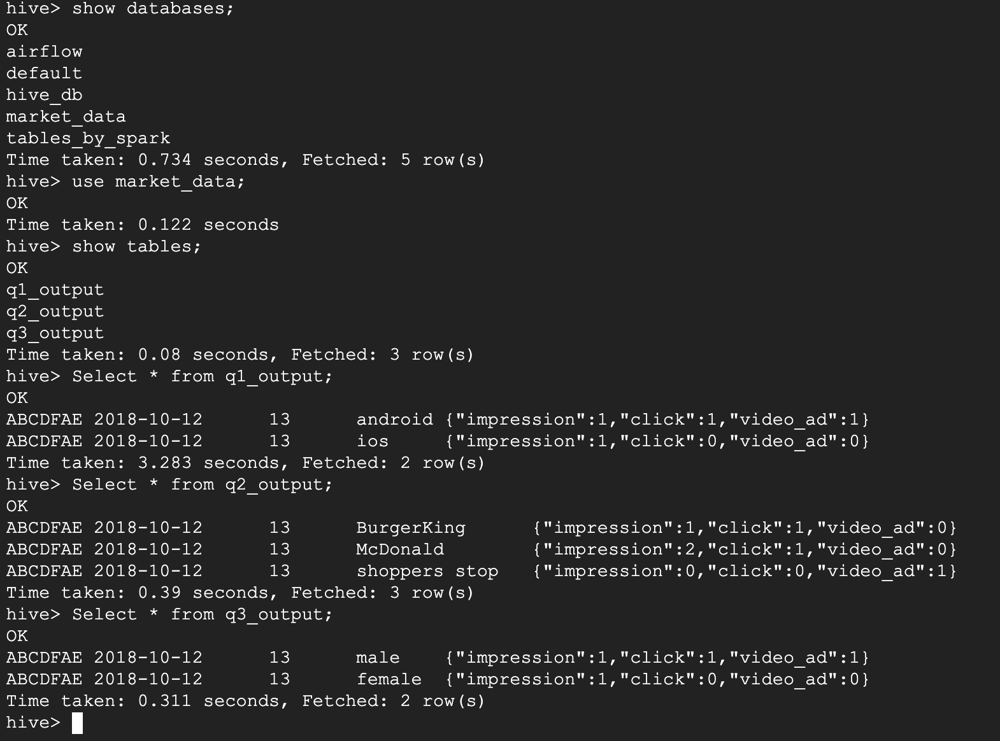 hive> show databases;
OK
airflow
default
hive_db
market_data
tables_by_spark
Time taken: 0.734 seconds, Fetched: 5 row(s)
hive> use market_data;
OK
Time taken: 0.122 seconds
hive> show tables;
OK
q1_output
q2_output
q3_output
Time taken: 0.08 seconds, Fetched: 3 row(s)
hive> Select * from q1_output;
OK
ABCDFAE 2018-10-12      13      android {"impression":1,"click":1,"video_ad":1}
ABCDFAE 2018-10-12      13      ios     {"impression":1,"click":0,"video_ad":0}
Time taken: 3.283 seconds, Fetched: 2 row(s)
hive> Select * from q2_output;
OK
ABCDFAE 2018-10-12      13      BurgerKing      {"impression":1,"click":1,"video_ad":0}
ABCDFAE 2018-10-12      13      McDonald        {"impression":2,"click":1,"video_ad":0}
ABCDFAE 2018-10-12      13      shoppers stop   {"impression":0,"click":0,"video_ad":1}
Time taken: 0.39 seconds, Fetched: 3 row(s)
hive> Select * from q3_output;
OK
ABCDFAE 2018-10-12      13      male    {"impression":1,"click":1,"video_ad":1}
ABCDFAE 2018-10-12      13      female  {"impression":1,"click":0,"video_ad":0}
Time taken: 0.311 seconds, Fetched: 2 row(s)
hive>